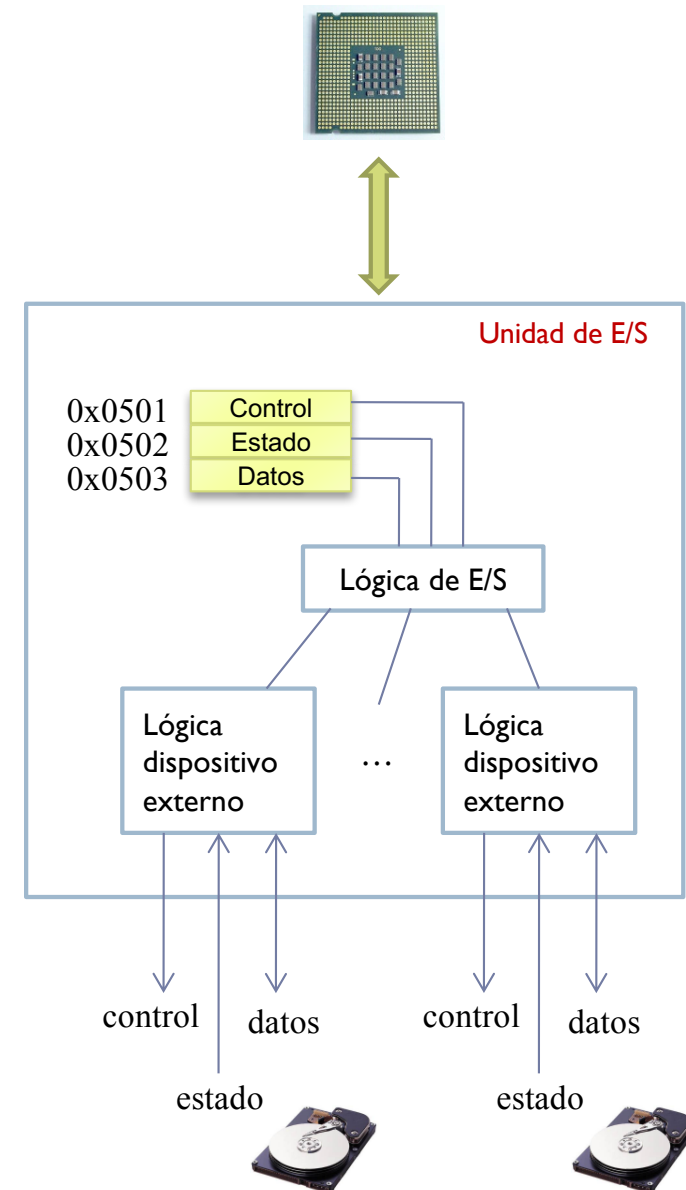 Unidad de E/S
0x0501 Control
0x0502 Estado
0x0503 Datos
Lógica de E/S
Lógica
dispositivo
externo
...
Lógica
dispositivo
externo
control
datos
estado
control
datos
estado